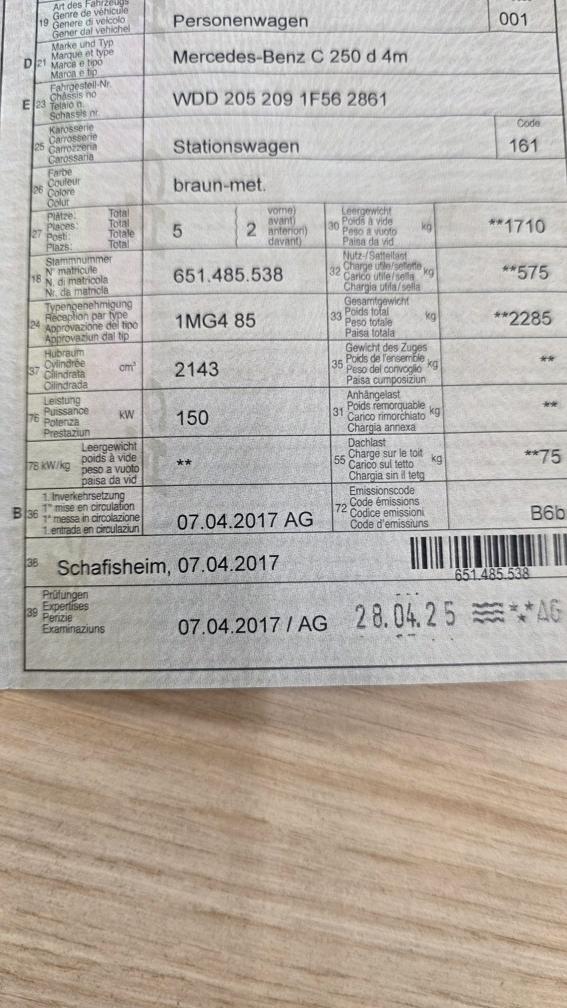 Art des Fahrzeugs
19 Genre de véhicule
Genere di veicolo
Gener dal vehichel
Personenwagen
001
D 21 Marke und Typ
Marque et type
Marca e tipo
Marca e tip
Mercedes-Benz C 250 d 4m
E 23 Fahrgestell-Nr.
Châssis no
Telaio n.
Schassis nr.
WDD 205 209 1F56 2861
25 Karosserie
Carrosserie
Carrozzeria
Carossaria
Stationswagen
Code
161
26 Farbe
Couleur
Colore
Colur
braun-met.
27 Plätze: Total
Places: Total
Posti: Totale
Plazs: Total
5
2
vorne)
avant)
anteriori)
davant)
30 Leergewicht
Poids à vide
Peso a vuoto
Paisa da vid
kg
**1710
18 Stammnummer
N° matricule
N. di matricola
Nr. da matricla
651.485.538
32 Nutz-/Sattellast
Charge utile/sellette
Carico utile/sella
Chargia utila/sella
kg
**575
24 Typengenehmigung
Réception par type
Approvazione del tipo
Approvaziun dal tip
1MG4 85
33 Gesamtgewicht
Poids total
Peso totale
Paisa totala
kg
**2285
37 Hubraum
Cylindrée
Cilindrata
Cilindrada
cm³
2143
35 Gewicht des Zuges
Poids de l'ensemble
Peso del convoglio
Paisa cumposiziun
kg
**
76 Leistung
Puissance
Potenza
Prestaziun
kW
150
31 Anhängelast
Poids remorquable
Carico rimorchiato
Chargia annexa
kg
**
78 kW/kg
Leergewicht
poids à vide
peso a vuoto
paisa da vid
**
55 Dachlast
Charge sur le toit
Carico sul tetto
Chargia sin il tetg
kg
**75
B 36 1. Inverkehrsetzung
1re mise en circulation
1a messa in circolazione
1. entrada en circulaziun
07.04.2017 AG
72 Emissionscode
Code émissions
Codice emissioni
Code d'emissiuns
B6b
38 Schafisheim, 07.04.2017
651.485.538
39 Prüfungen
Expertises
Perizie
Examinaziuns
07.04.2017 / AG
28.04.25
AG